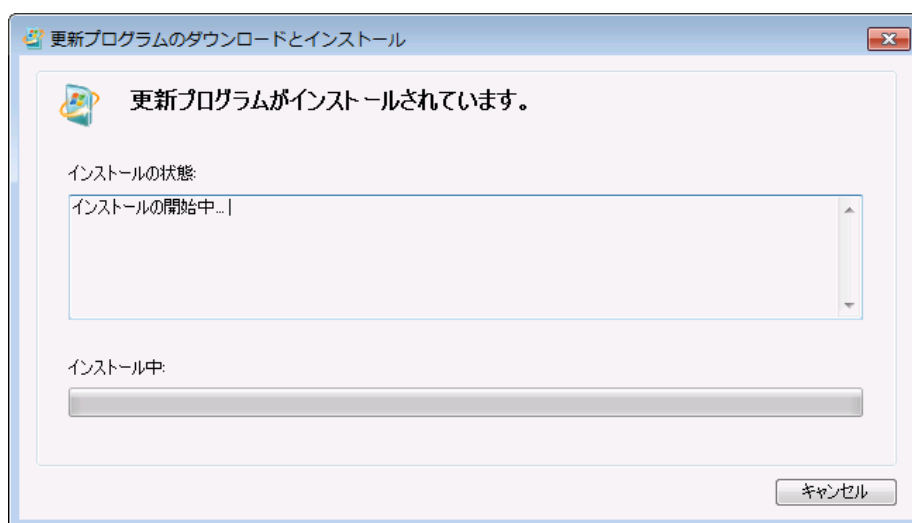 更新プログラムのダウンロードとインストール
更新プログラムがインストールされています。
インストールの状態:
インストールの開始中...
インストール中:
キャンセル